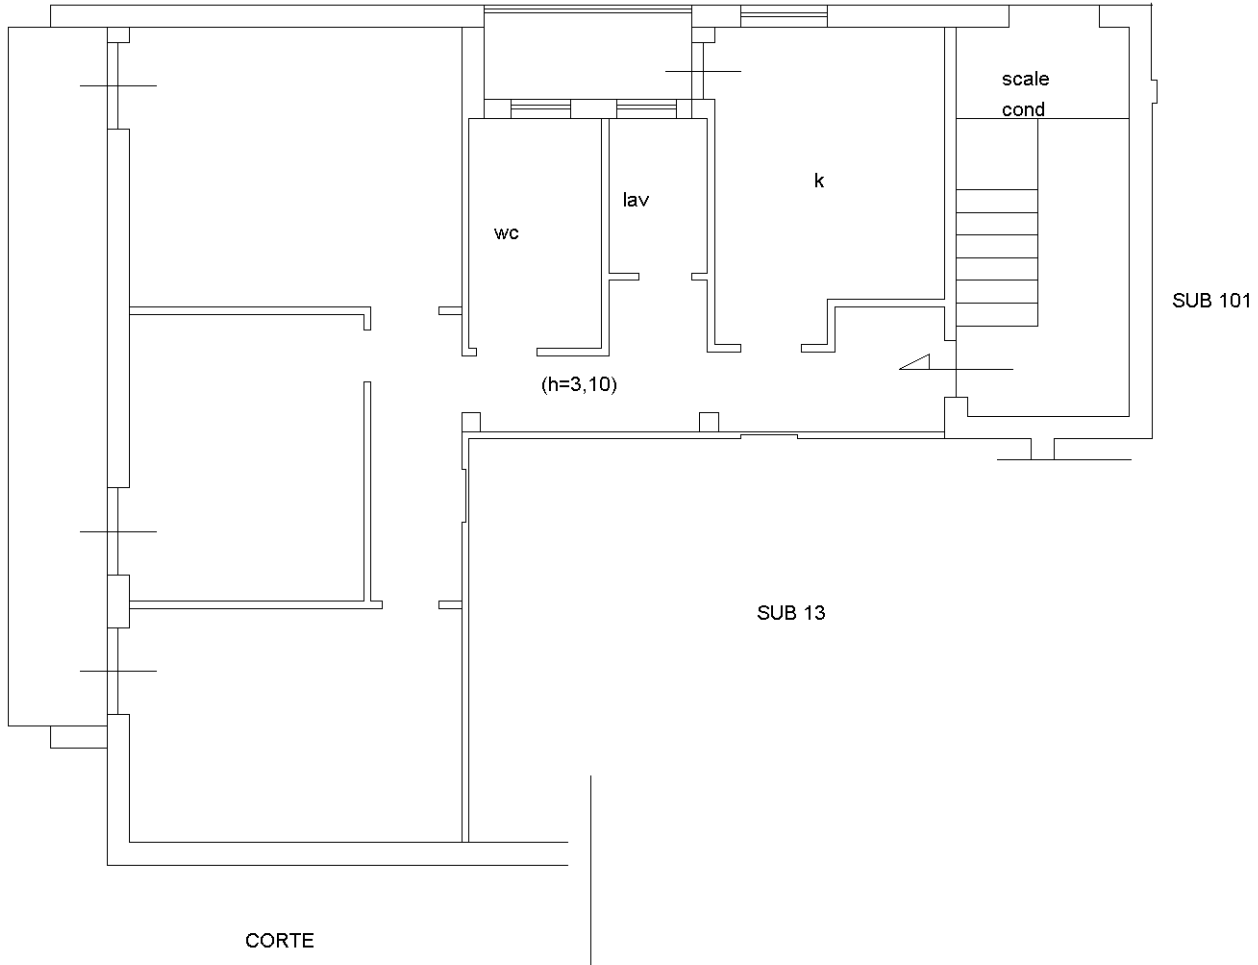 scale
cond
k
lav
wc
SUB 101
(h=3,10)
SUB 13
CORTE